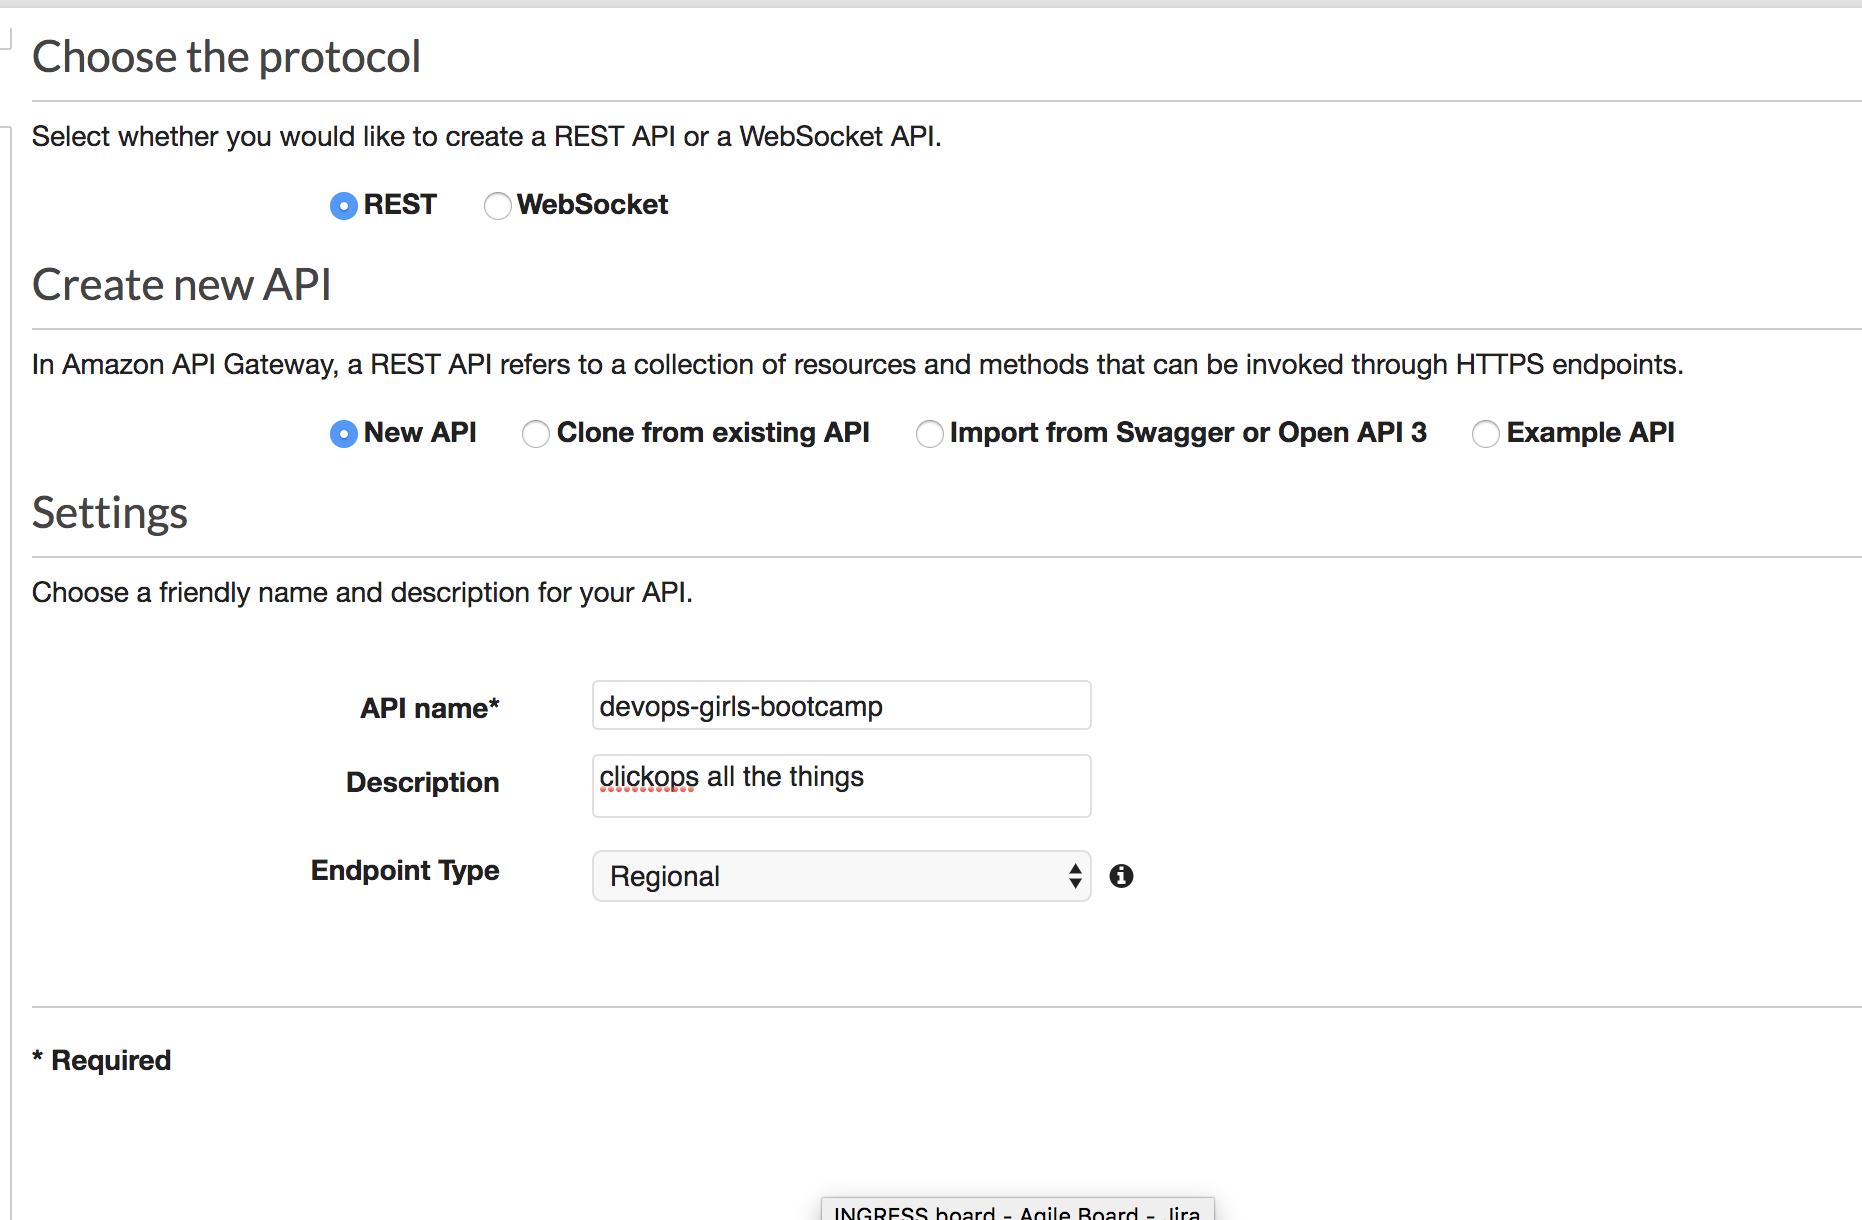 Choose the protocol
Select whether you would like to create a REST API or a WebSocket API.
REST WebSocket
Create new API
In Amazon API Gateway, a REST API refers to a collection of resources and methods that can be invoked through HTTPS endpoints.
New API Clone from existing API Import from Swagger or Open API 3 Example API
Settings
Choose a friendly name and description for your API.
API name* devops-girls-bootcamp
Description clickops all the things
Endpoint Type Regional
* Required
INGRESS board - Agile Board - Jira